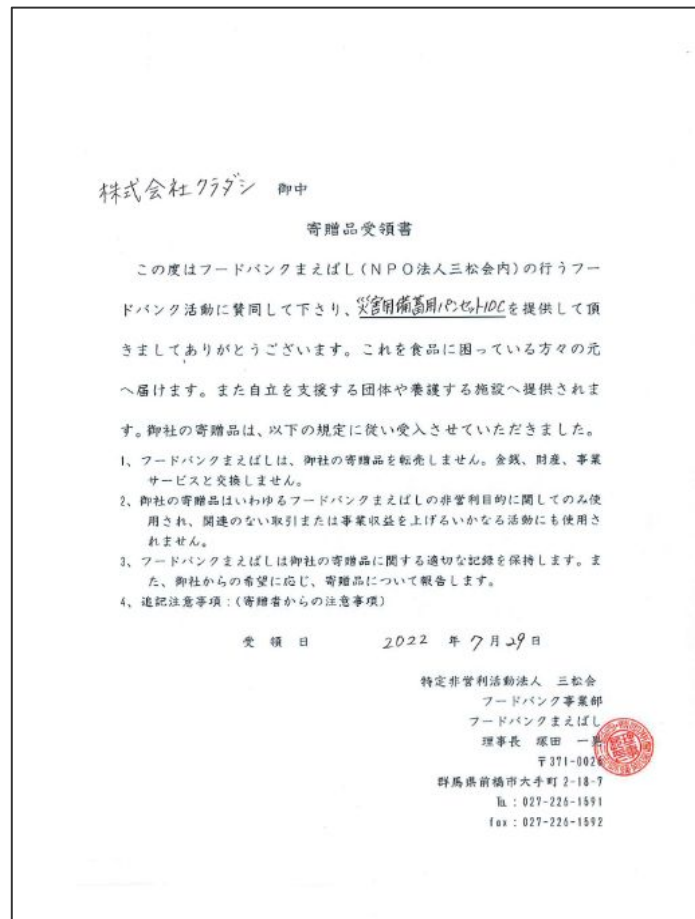 株式会社クラダシ 御中
寄贈品受領書
この度はフードバンクまえばし(NPO法人三松会内)の行うフー
ドバンク活動に賛同して下さり、災害用備蓄用パンセット10Cを提供して頂
きましてありがとうございます。これを食品に困っている方々の元
へ届けます。また自立を支援する団体や養護する施設へ提供されま
す。御社の寄贈品は、以下の規定に従い受入させていただきました。
1、フードバンクまえばしは、御社の寄贈品を転売しません。金銭、財産、事業
サービスと交換しません。
2、御社の寄贈品はいわゆるフードバンクまえばしの非営利目的に関してのみ使
用され、関連のない取引または事業収益を上げるいかなる活動にも使用さ
れません。
3、フードバンクまえばしは御社の寄贈品に関する適切な記録を保持します。ま
た、御社からの希望に応じ、寄贈品について報告します。
4、追記注意事項:(寄贈者からの注意事項)
受領日 2022 年 7月29日
特定非営利活動法人 三松会
フードバンク事業部
フードバンクまえばし
理事長 塚田 一
〒371-0026
群馬県前橋市大手町2-18-7
℡:027-226-1591
fax:027-226-1592